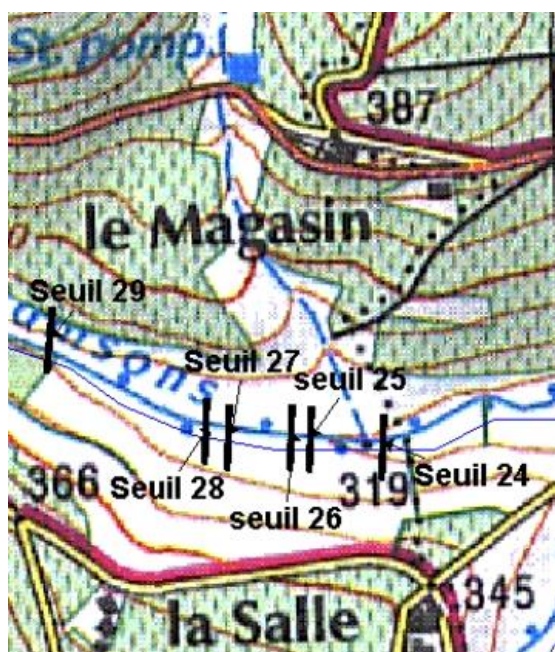 St. pomp.
387
le Magasin
Seuil 29
Seuil 27
seuil 25
Seuil 28
seuil 26
Seuil 24
366
319
.345
la Salle